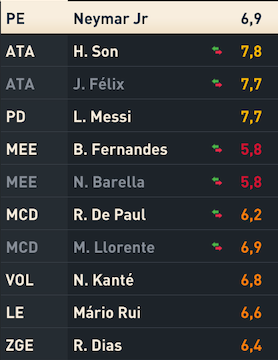 PE Neymar Jr 6,9
ATA H. Son 7,8
ATA J. Félix 7,7
PD L. Messi 7,7
MEE B. Fernandes 5,8
MEE N. Barella 5,8
MCD R. De Paul 6,2
MCD M. Llorente 6,9
VOL N. Kanté 6,8
LE Mário Rui 6,6
ZGE R. Dias 6,4